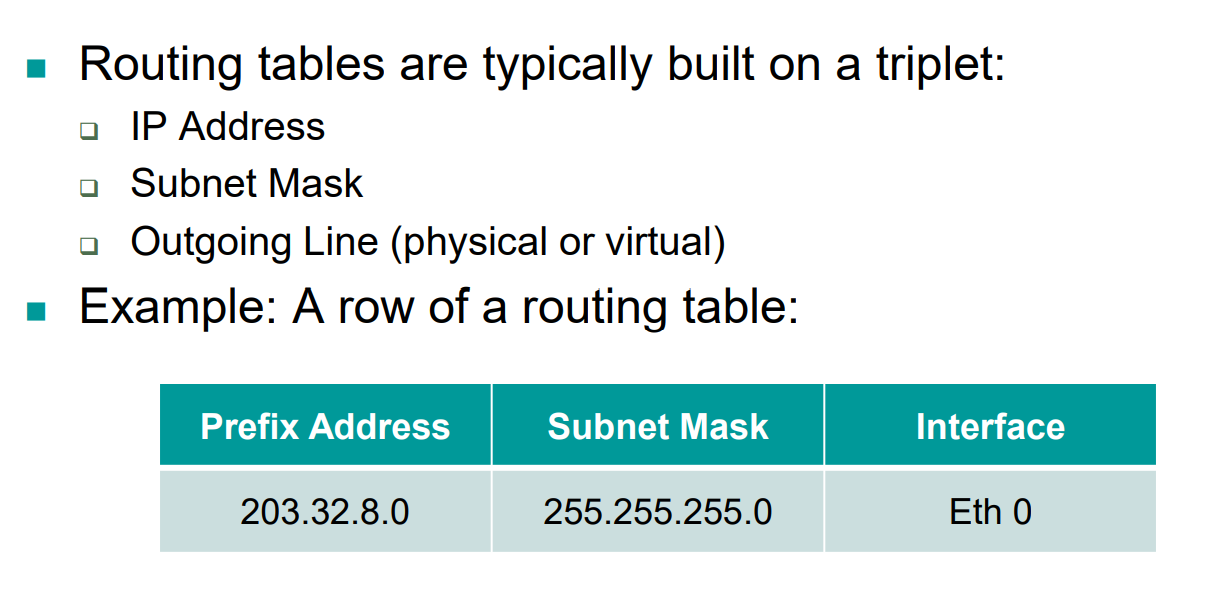 Routing tables are typically built on a triplet:
IP Address
Subnet Mask
Outgoing Line (physical or virtual)
Example: A row of a routing table:
Prefix Address Subnet Mask Interface
203.32.8.0 255.255.255.0 Eth 0